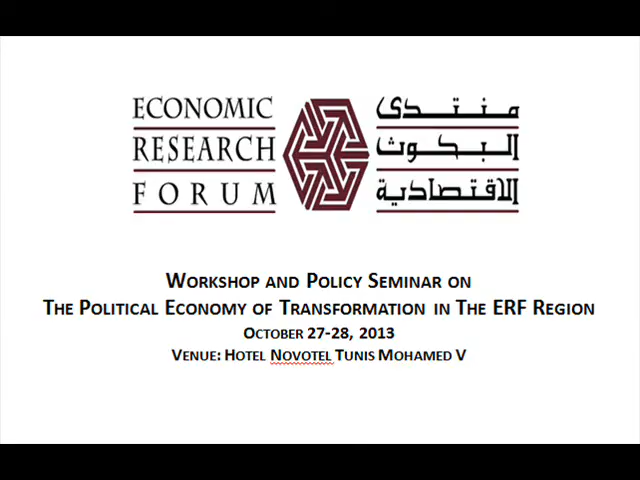 ECONOMIC
RESEARCH
FORUM
منتدى
البحوث
الاقتصادية
WORKSHOP AND POLICY SEMINAR ON
THE POLITICAL ECONOMY OF TRANSFORMATION IN THE ERF REGION
OCTOBER 27-28, 2013
VENUE: HOTEL NOVOTEL TUNIS MOHAMED V